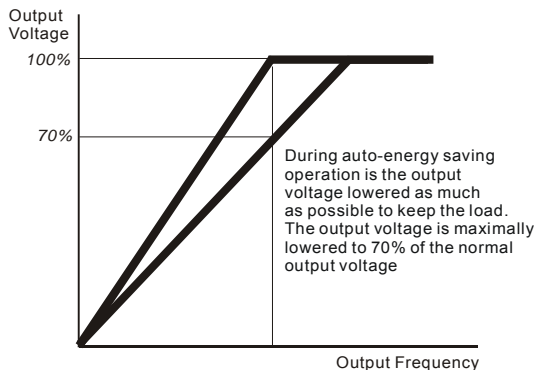 Output
Voltage
100%
70%
During auto-energy saving
operation is the output
voltage lowered as much
as possible to keep the load.
The output voltage is maximally
lowered to 70% of the normal
output voltage
Output Frequency